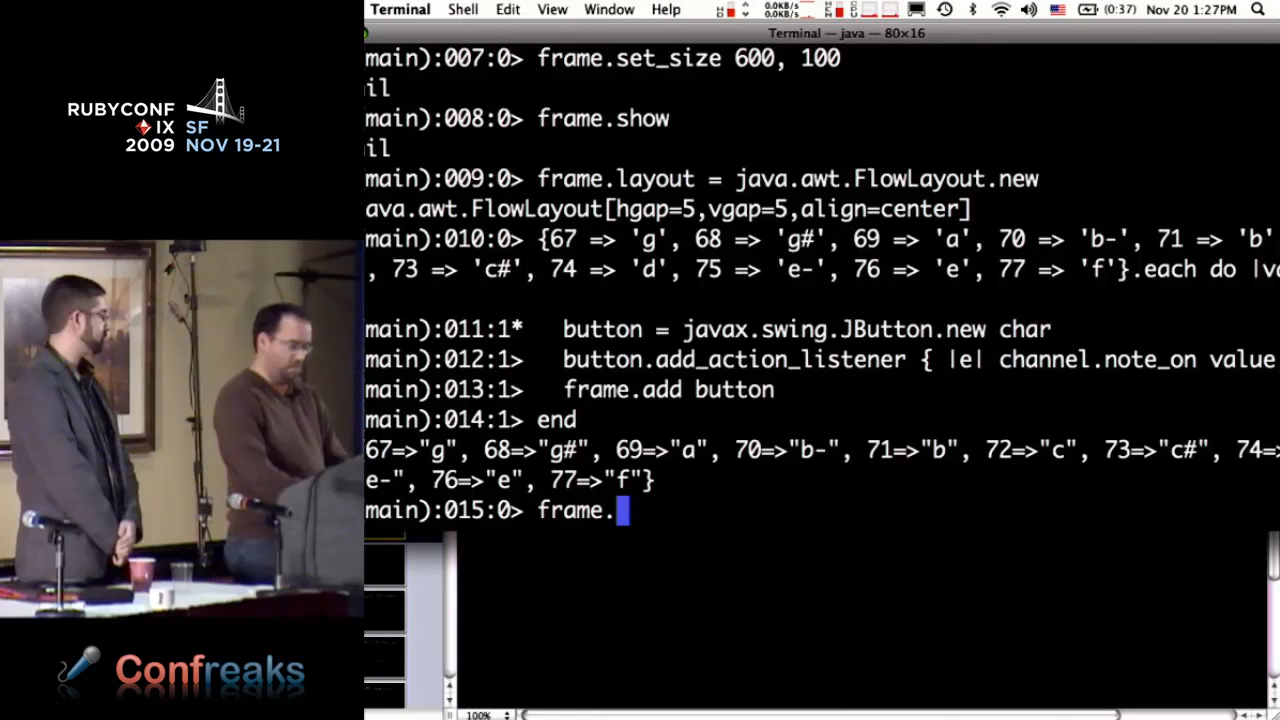 Terminal Shell Edit View Window Help 0.0KB/s 0.0KB/s (0:37) Nov 20 1:27PM
Terminal — java — 80×16
RUBYCONF
IX SF
2009 NOV 19-21
main):007:0> frame.set_size 600, 100
il
main):008:0> frame.show
il
main):009:0> frame.layout = java.awt.FlowLayout.new
ava.awt.FlowLayout[hgap=5,vgap=5,align=center]
main):010:0> {67 => 'g', 68 => 'g#', 69 => 'a', 70 => 'b-', 71 => 'b'
, 73 => 'c#', 74 => 'd', 75 => 'e-', 76 => 'e', 77 => 'f'}.each do |va
main):011:1* button = javax.swing.JButton.new char
main):012:1> button.add_action_listener { |e| channel.note_on value
main):013:1> frame.add button
main):014:1> end
67=>"g", 68=>"g#", 69=>"a", 70=>"b-", 71=>"b", 72=>"c", 73=>"c#", 74=>
e-", 76=>"e", 77=>"f"}
main):015:0> frame.
Confreaks
100%